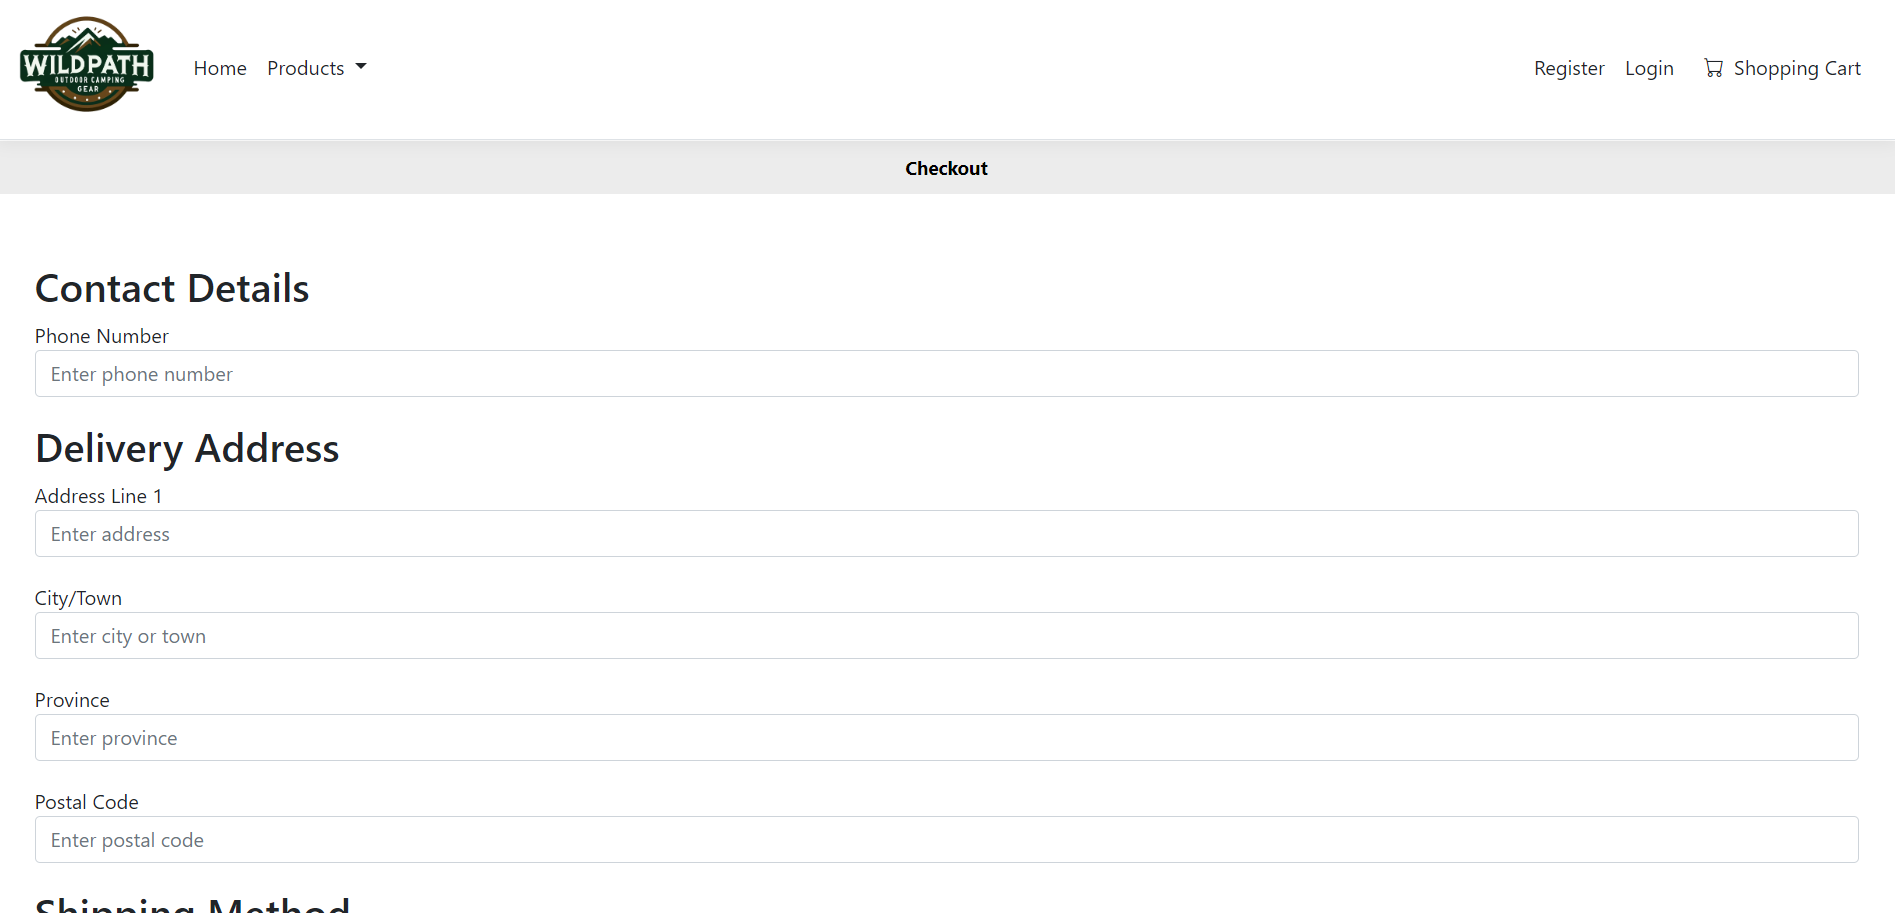 WILDPATH
OUTDOOR CAMPING
GEAR
Home Products
Register Login Shopping Cart
Checkout
Contact Details
Phone Number
Enter phone number
Delivery Address
Address Line 1
Enter address
City/Town
Enter city or town
Province
Enter province
Postal Code
Enter postal code
Shipping Method